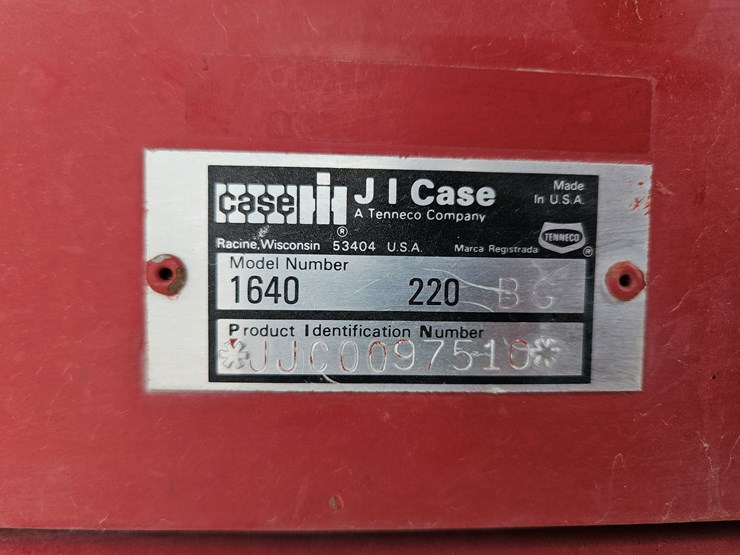 case IH
J I Case
A Tenneco Company
Made
In U.S.A.
TENNECO
®
®
Racine, Wisconsin 53404 U.S.A.
Marca Registrada
Model Number
1640 220 BC
Product Identification Number
*JJC0097510*